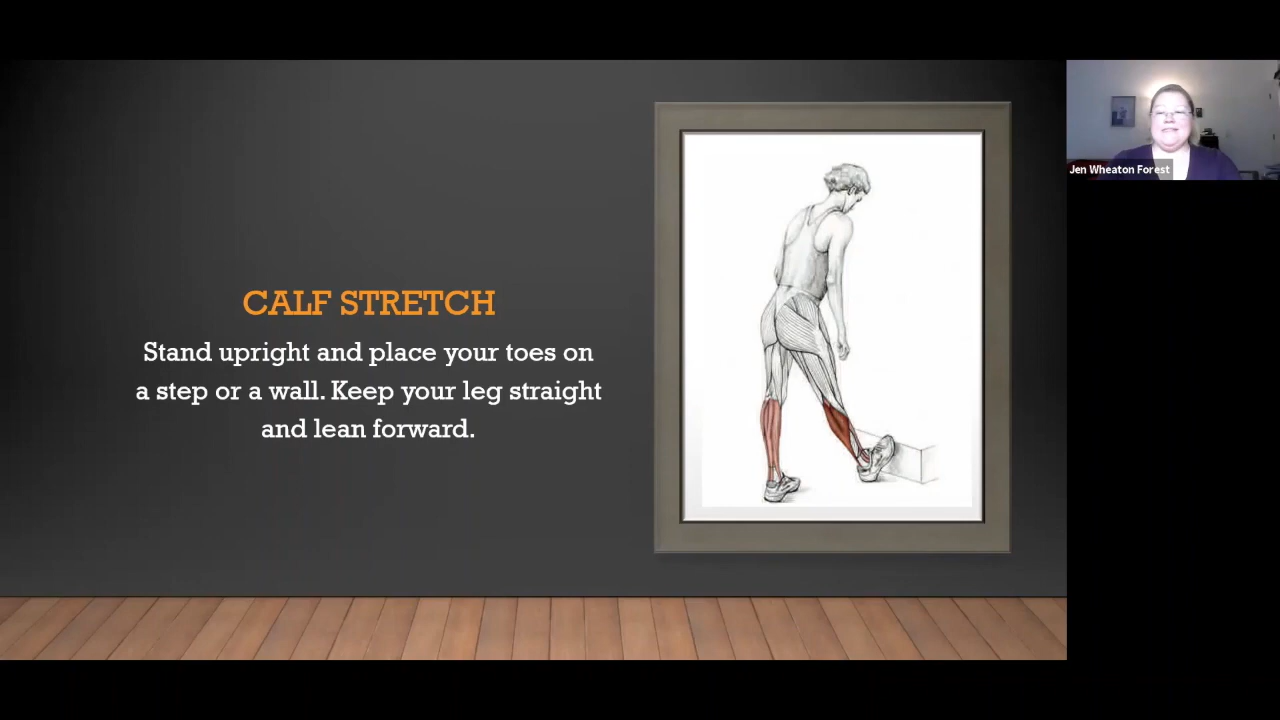 CALF STRETCH
Stand upright and place your toes on
a step or a wall. Keep your leg straight
and lean forward.
Jen Wheaton Forest